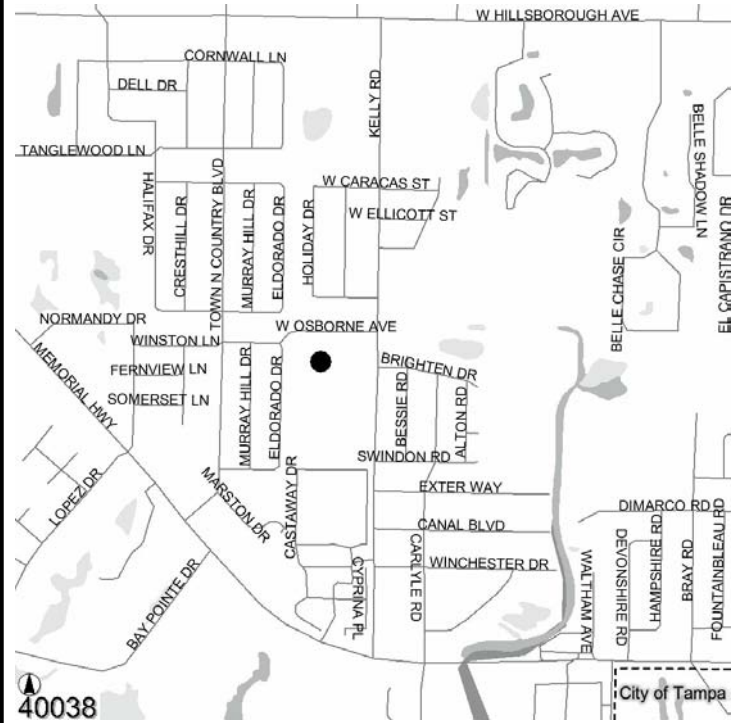 W HILLSBOROUGH AVE
CORNWALL LN
DELL DR
KELLY RD
BELLE SHADOW LN
TANGLEWOOD LN
HALIFAX DR
CRESTHILL DR
TOWN N COUNTRY BLVD
MURRAY HILL DR
ELDORADO DR
HOLIDAY DR
W CARACAS ST
W ELLICOTT ST
BELLE CHASE CIR
EL CAPISTRANO DR
NORMANDY DR
WINSTON LN
W OSBORNE AVE
MEMORIAL HWY
FERNVIEW LN
SOMERSET LN
MURRAY HILL DR
ELDORADO DR
BRIGHTEN DR
BESSIE RD
ALTON RD
SWINDON RD
LOPEZ DR
MARSTON DR
CASTAWAY DR
EXTER WAY
CANAL BLVD
DIMARCO RD
CARLYLE RD
WINCHESTER DR
CYPRINA PL
BAY POINTE DR
WALTHAM AVE
DEVONSHIRE RD
HAMPSHIRE RD
BRAY RD
FOUNTAINBLEAU RD
40038
City of Tampa